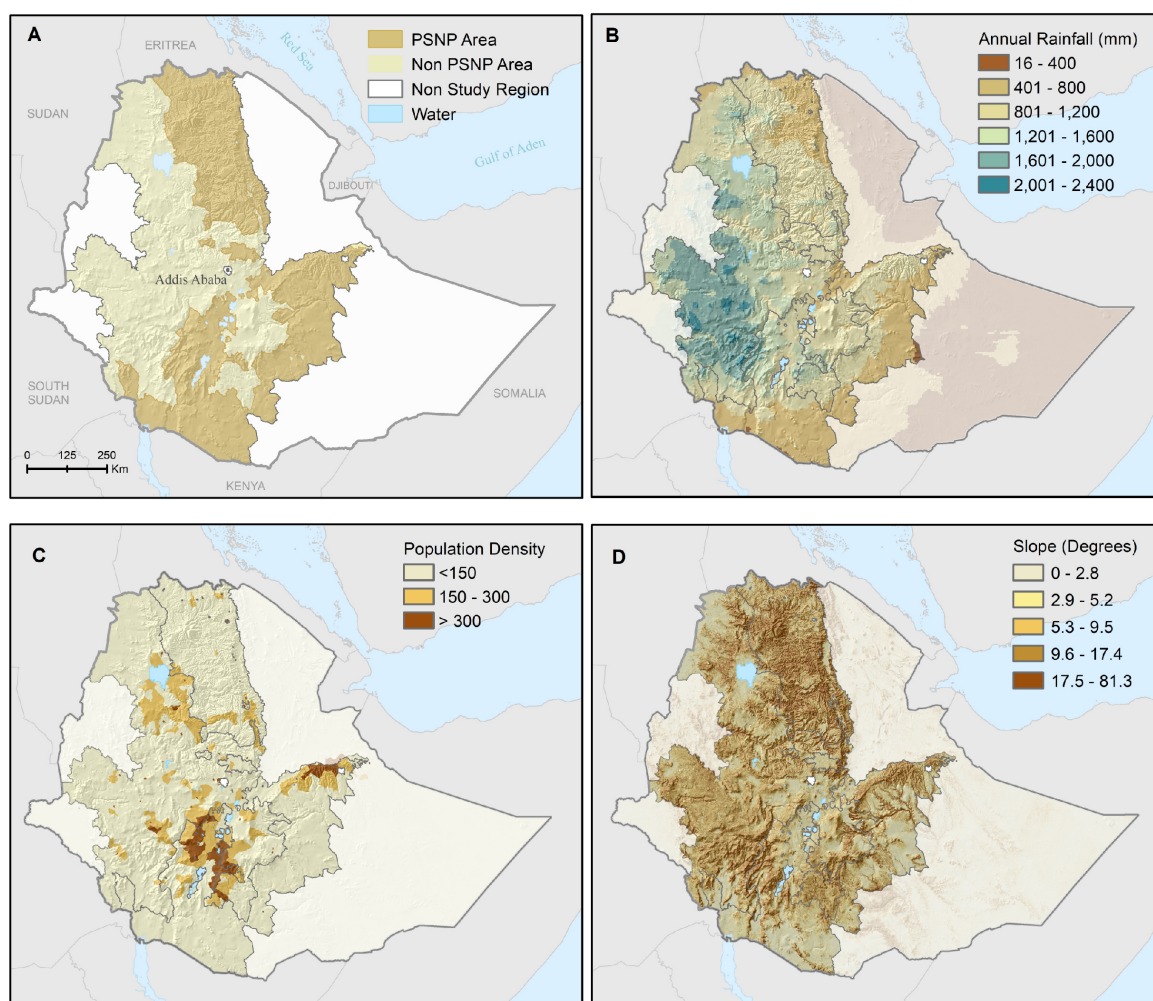 A
ERITREA
Red Sea
PSNP Area
Non PSNP Area
Non Study Region
Water
SUDAN
Gulf of Aden
DJIBOUTI
Addis Ababa
SOUTH
SUDAN
SOMALIA
0 125 250
Km
KENYA
B
Annual Rainfall (mm)
16 - 400
401 - 800
801 - 1,200
1,201 - 1,600
1,601 - 2,000
2,001 - 2,400
C
Population Density
<150
150 - 300
> 300
D
Slope (Degrees)
0 - 2.8
2.9 - 5.2
5.3 - 9.5
9.6 - 17.4
17.5 - 81.3